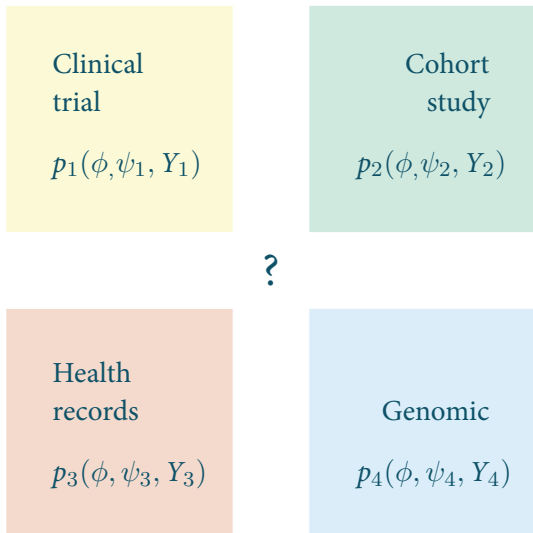 Clinical
trial
p₁(ϕ,ψ₁, Y₁)
Cohort
study
p₂(ϕ,ψ₂, Y₂)
?
Health
records
p₃(ϕ, ψ₃, Y₃)
Genomic
p₄(ϕ, ψ₄, Y₄)